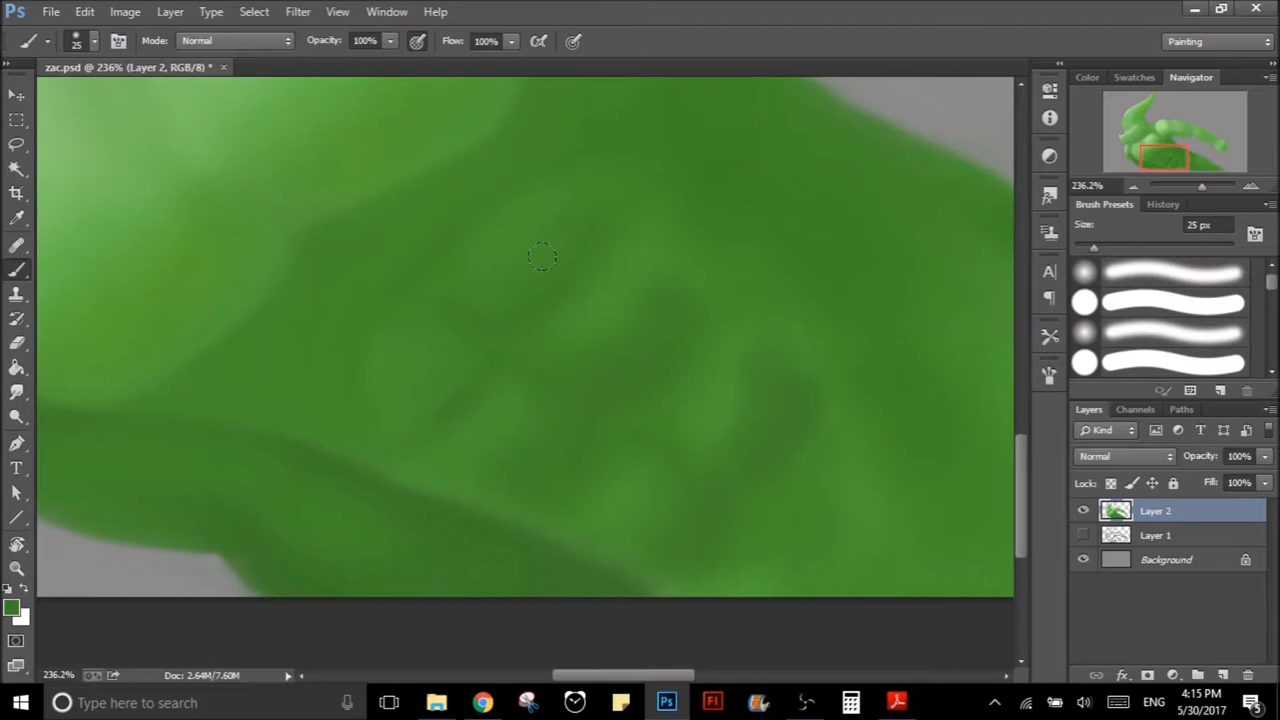 Ps File Edit Image Layer Type Select Filter View Window Help
25 Mode: Normal Opacity: 100% Flow: 100% Painting
zac.psd @ 236% (Layer 2, RGB/8) * ×
Color Swatches Navigator
236.2%
Brush Presets History
Size: 25 px
Layers Channels Paths
Kind
Normal Opacity: 100%
Lock: Fill: 100%
Layer 2
Layer 1
Background
236.2% Doc: 2.64M/7.60M
Type here to search
Ps Fl ENG 4:15 PM
5/30/2017 5